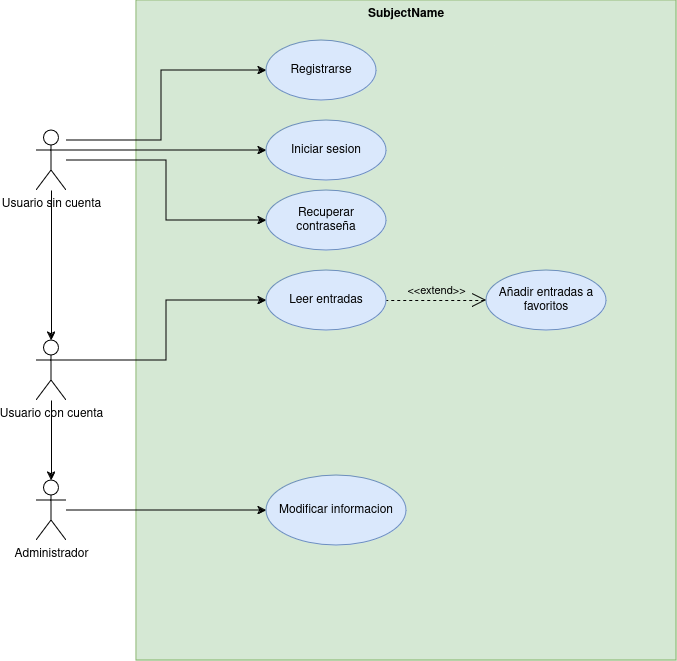 SubjectName
Registrarse
Iniciar sesion
Usuario sin cuenta
Recuperar
contraseña
Leer entradas
<<extend>>
Añadir entradas a
favoritos
Usuario con cuenta
Modificar informacion
Administrador